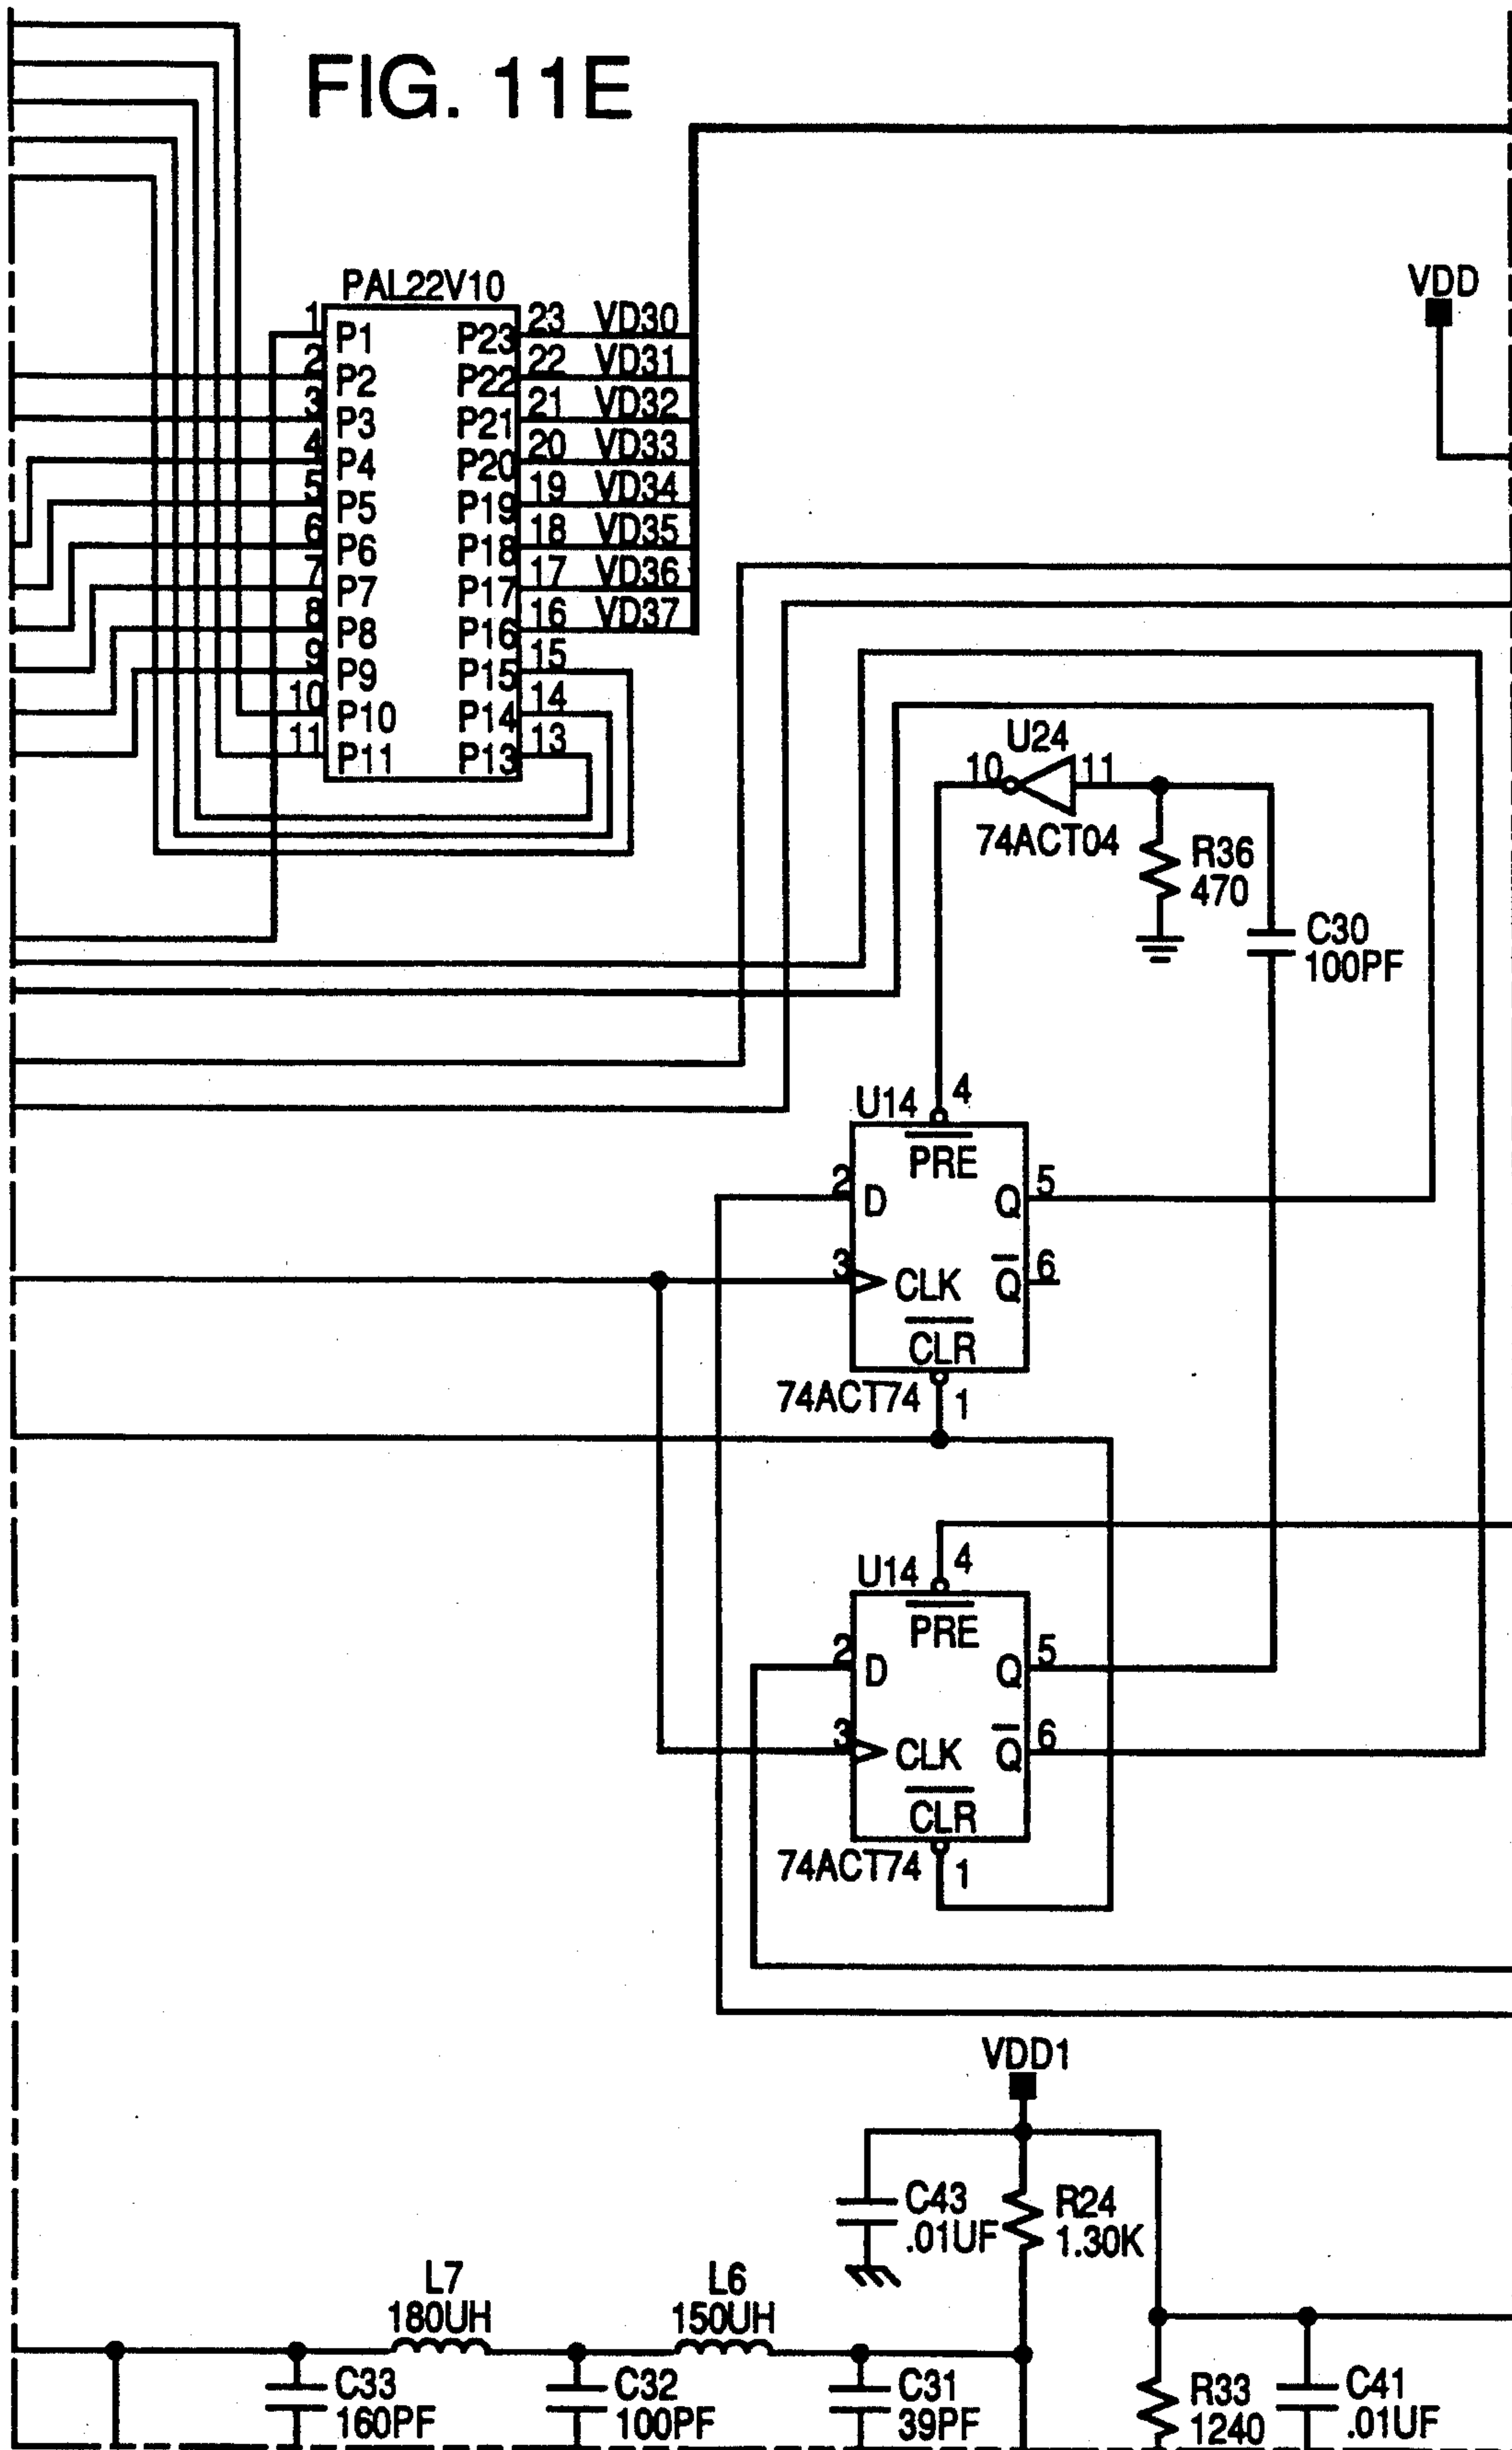 FIG. 11E
PAL22V10
1 P1 P23 23 VD30
2 P2 P22 22 VD31
3 P3 P21 21 VD32
4 P4 P20 20 VD33
5 P5 P19 19 VD34
6 P6 P18 18 VD35
7 P7 P17 17 VD36
8 P8 P16 16 VD37
9 P9 P15 15
10 P10 P14 14
11 P11 P13 13
VDD
U24
10 11
74ACT04
R36
470
C30
100PF
U14 4
PRE
2 D Q 5
3 CLK Q 6
CLR
74ACT74 1
U14 4
PRE
2 D Q 5
3 CLK Q 6
CLR
74ACT74 1
VDD1
C43
.01UF
R24
1.30K
L7
180UH
L6
150UH
C33
160PF
C32
100PF
C31
39PF
R33
1240
C41
.01UF